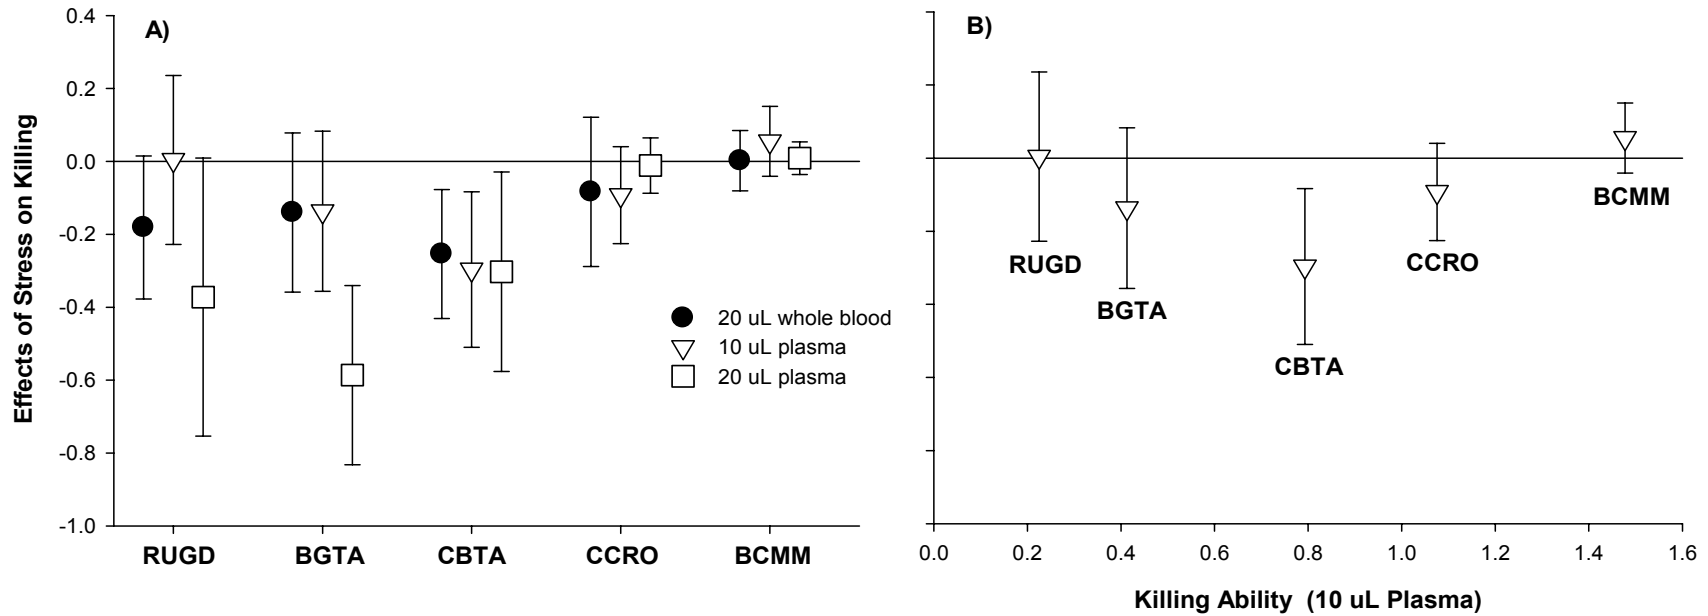 A)
0.4
0.2
0.0
-0.2
-0.4
-0.6
-0.8
-1.0
Effects of Stress on Killing
20 uL whole blood
10 uL plasma
20 uL plasma
RUGD BGTA CBTA CCRO BCMM
B)
RUGD
BGTA
CBTA
CCRO
BCMM
0.0 0.2 0.4 0.6 0.8 1.0 1.2 1.4 1.6
Killing Ability (10 uL Plasma)